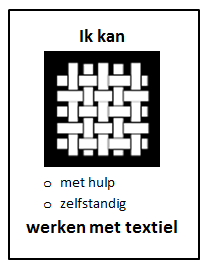 Ik kan
o met hulp
o zelfstandig
werken met textiel